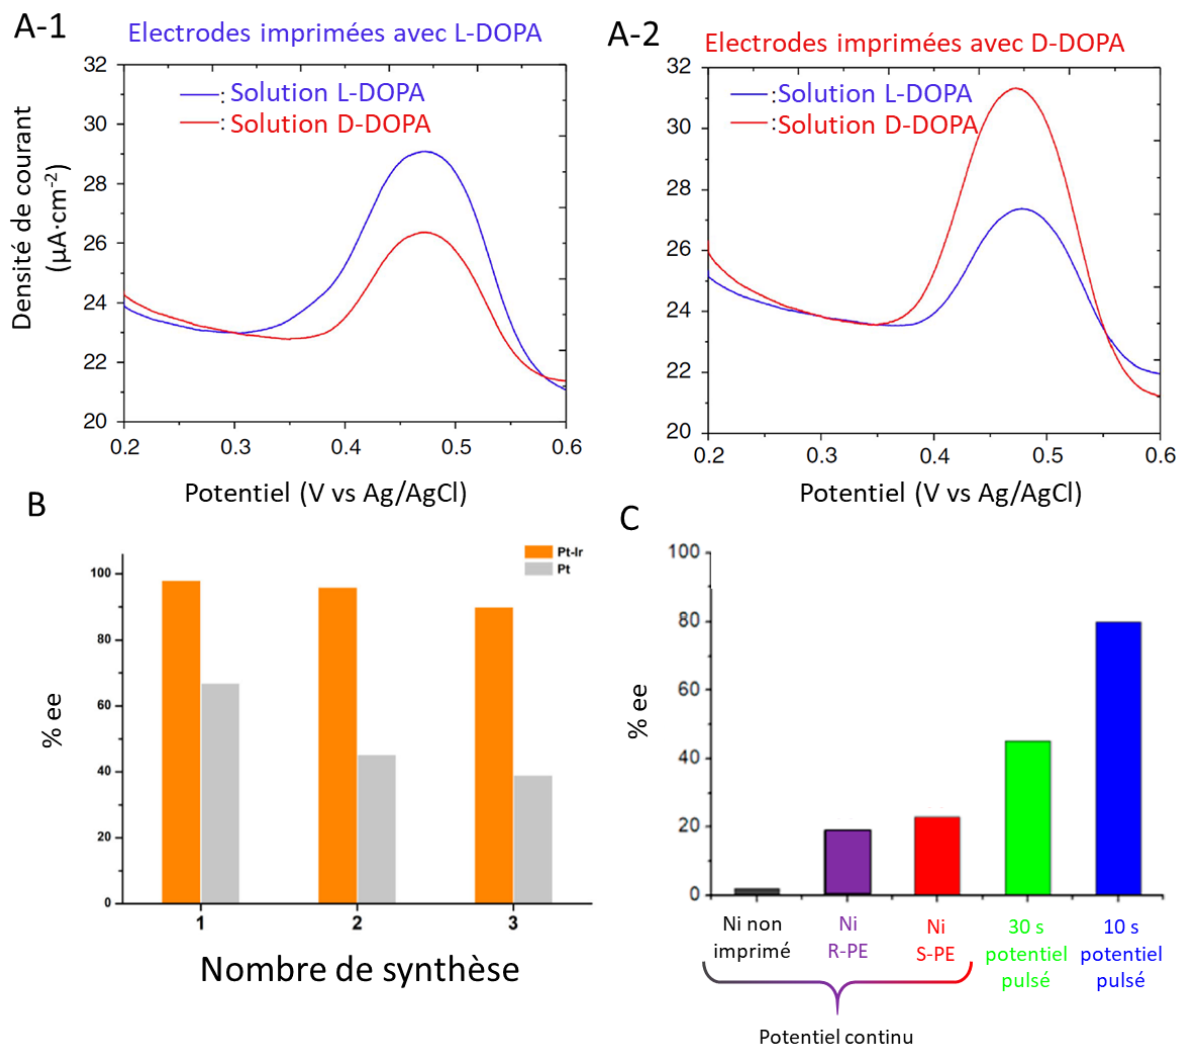 A-1
Electrodes imprimées avec L-DOPA
32
30
28
26
24
22
20
Densité de courant
(µA·cm-2)
—: Solution L-DOPA
—: Solution D-DOPA
0.2 0.3 0.4 0.5 0.6
Potentiel (V vs Ag/AgCl)
A-2
Electrodes imprimées avec D-DOPA
32
30
28
26
24
22
20
—:Solution L-DOPA
—:Solution D-DOPA
0.2 0.3 0.4 0.5 0.6
Potentiel (V vs Ag/AgCl)
B
Pt-Ir
Pt
100
80
60
40
20
0
% ee
1 2 3
Nombre de synthèse
C
100
80
60
40
20
0
% ee
Ni non
imprimé
Ni
R-PE
Ni
S-PE
30 s
potentiel
pulsé
10 s
potentiel
pulsé
Potentiel continu